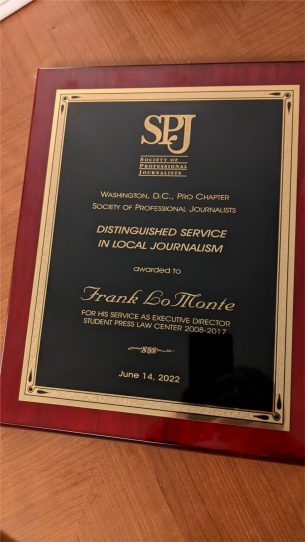 SPJ
SOCIETY OF
PROFESSIONAL
JOURNALISTS
WASHINGTON, D.C., PRO CHAPTER
SOCIETY OF PROFESSIONAL JOURNALISTS
DISTINGUISHED SERVICE
IN LOCAL JOURNALISM
awarded to
Frank LoMonte
FOR HIS SERVICE AS EXECUTIVE DIRECTOR
STUDENT PRESS LAW CENTER 2008-2017
June 14, 2022